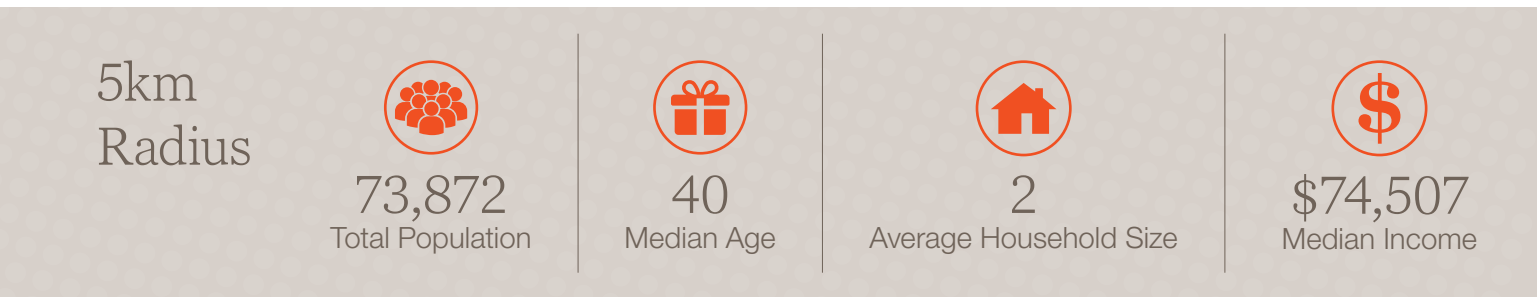 5km
Radius
73,872
Total Population
40
Median Age
2
Average Household Size
$74,507
Median Income